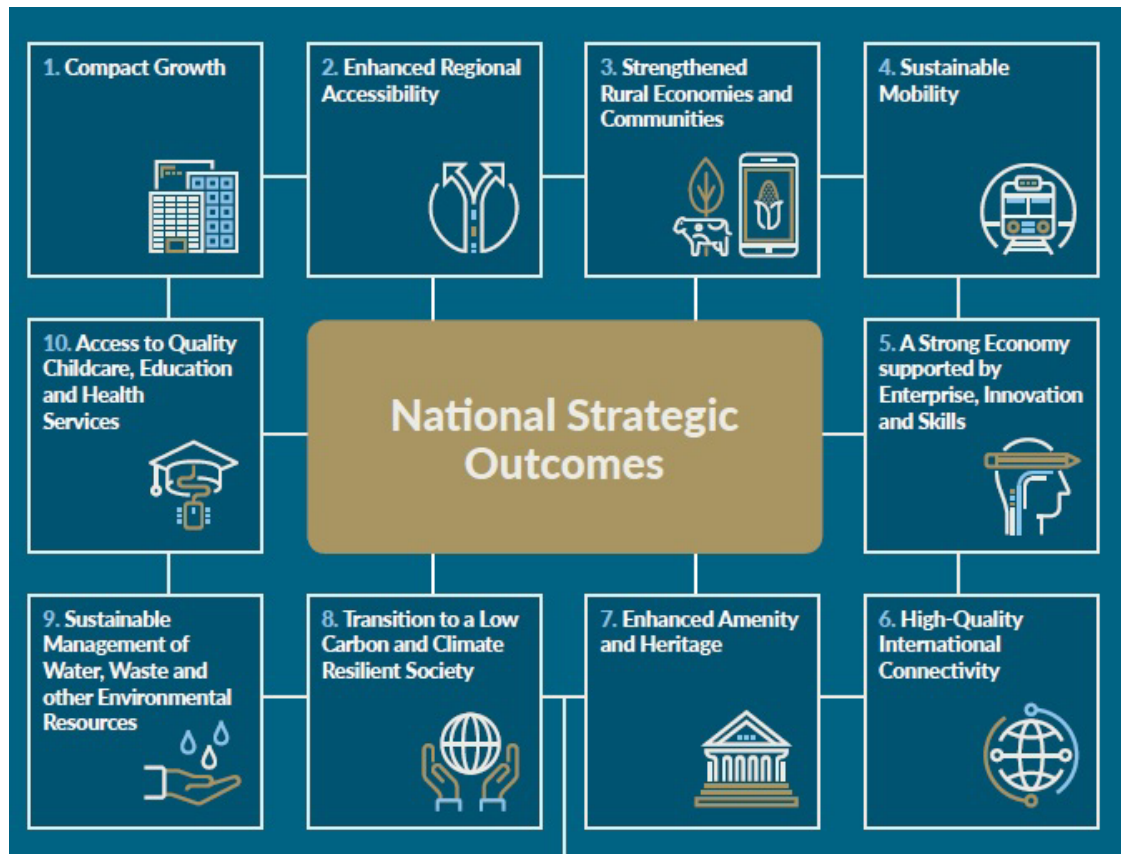 1. Compact Growth
2. Enhanced Regional
Accessibility
3. Strengthened
Rural Economies and
Communities
4. Sustainable
Mobility
10. Access to Quality
Childcare, Education
and Health
Services
National Strategic
Outcomes
5. A Strong Economy
supported by
Enterprise, Innovation
and Skills
9. Sustainable
Management of
Water, Waste and
other Environmental
Resources
8. Transition to a Low
Carbon and Climate
Resilient Society
7. Enhanced Amenity
and Heritage
6. High-Quality
International
Connectivity